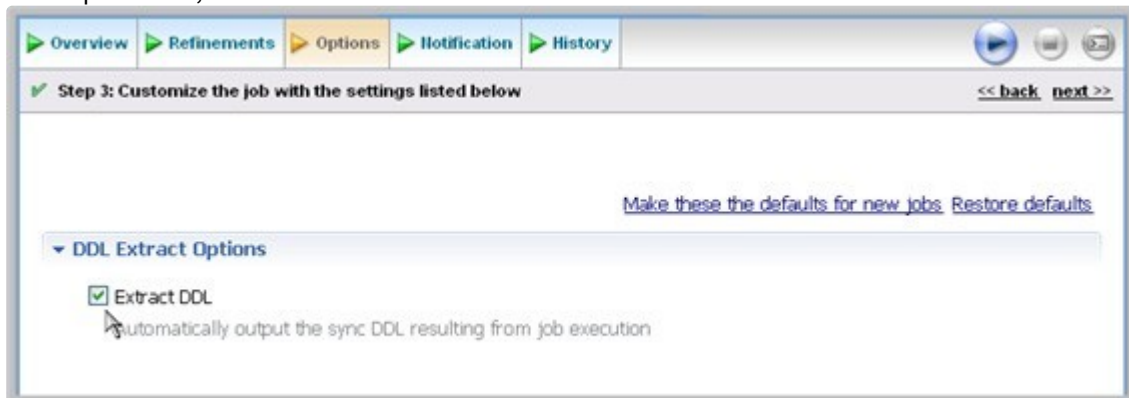 Overview Refinements Options Notification History
Step 3: Customize the job with the settings listed below << back next >>
Make these the defaults for new jobs Restore defaults
DDL Extract Options
Extract DDL
Automatically output the sync DDL resulting from job execution